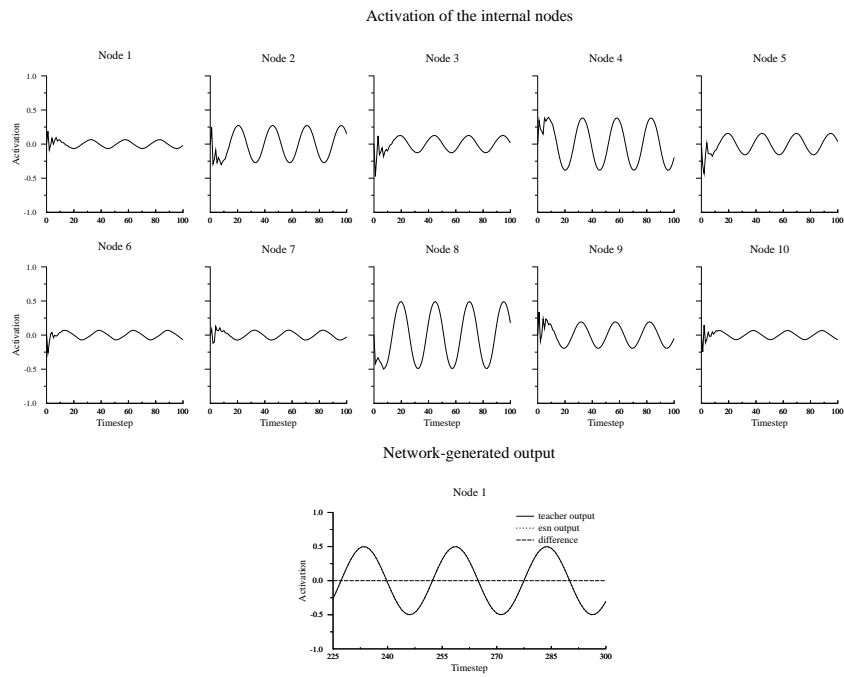 Activation of the internal nodes
Node 1
Node 2
Node 3
Node 4
Node 5
1.0
0.5
0.0
-0.5
-1.0
Activation
0 20 40 60 80 100
0 20 40 60 80 100
0 20 40 60 80 100
0 20 40 60 80 100
0 20 40 60 80 100
Node 6
Node 7
Node 8
Node 9
Node 10
1.0
0.5
0.0
-0.5
-1.0
Activation
0 20 40 60 80 100
0 20 40 60 80 100
0 20 40 60 80 100
0 20 40 60 80 100
0 20 40 60 80 100
Timestep
Timestep
Timestep
Timestep
Timestep
Network-generated output
Node 1
teacher output
esn output
difference
1.0
0.5
0.0
-0.5
-1.0
Activation
225 240 255 270 285 300
Timestep